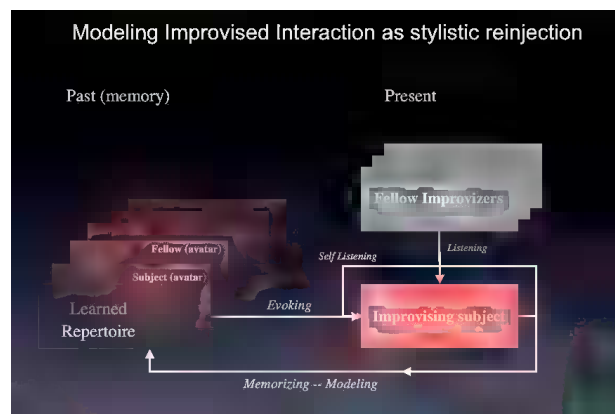 Modeling Improvised Interaction as stylistic reinjection
Past (memory)
Present
Fellow Improvizers
Fellow (avatar)
Listening
Self Listening
Subject (avatar)
Learned
Repertoire
Evoking
Improvising subject
Memorizing -- Modeling